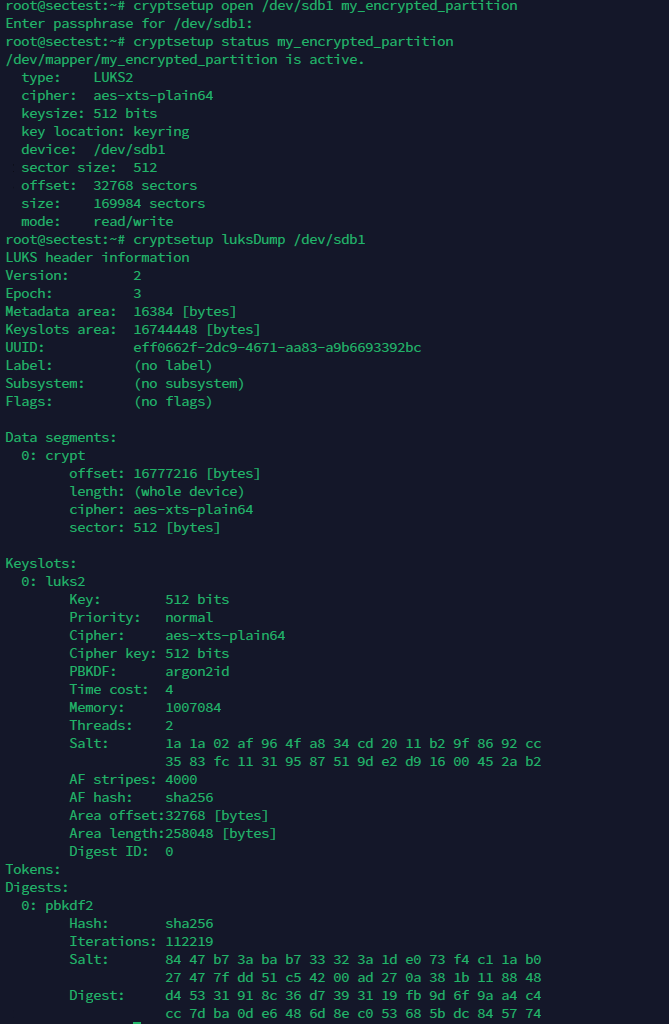 root@sectest:~# cryptsetup open /dev/sdb1 my_encrypted_partition
Enter passphrase for /dev/sdb1:
root@sectest:~# cryptsetup status my_encrypted_partition
/dev/mapper/my_encrypted_partition is active.
  type:    LUKS2
  cipher:  aes-xts-plain64
  keysize: 512 bits
  key location: keyring
  device:  /dev/sdb1
  sector size:  512
  offset:  32768 sectors
  size:    169984 sectors
  mode:    read/write
root@sectest:~# cryptsetup luksDump /dev/sdb1
LUKS header information
Version:        2
Epoch:          3
Metadata area:  16384 [bytes]
Keyslots area:  16744448 [bytes]
UUID:           eff0662f-2dc9-4671-aa83-a9b6693392bc
Label:          (no label)
Subsystem:      (no subsystem)
Flags:          (no flags)

Data segments:
  0: crypt
        offset: 16777216 [bytes]
        length: (whole device)
        cipher: aes-xts-plain64
        sector: 512 [bytes]

Keyslots:
  0: luks2
        Key:        512 bits
        Priority:   normal
        Cipher:     aes-xts-plain64
        Cipher key: 512 bits
        PBKDF:      argon2id
        Time cost:  4
        Memory:     1007084
        Threads:    2
        Salt:       1a 1a 02 af 96 4f a8 34 cd 20 11 b2 9f 86 92 cc
                    35 83 fc 11 31 95 87 51 9d e2 d9 16 00 45 2a b2
        AF stripes: 4000
        AF hash:    sha256
        Area offset:32768 [bytes]
        Area length:258048 [bytes]
        Digest ID:  0
Tokens:
Digests:
  0: pbkdf2
        Hash:       sha256
        Iterations: 112219
        Salt:       84 47 b7 3a ba b7 33 32 3a 1d e0 73 f4 c1 1a b0
                    27 47 7f dd 51 c5 42 00 ad 27 0a 38 1b 11 88 48
        Digest:     d4 53 31 91 8c 36 d7 39 31 19 fb 9d 6f 9a a4 c4
                    cc 7d ba 0d e6 48 6d 8e c0 53 68 5b dc 84 57 74